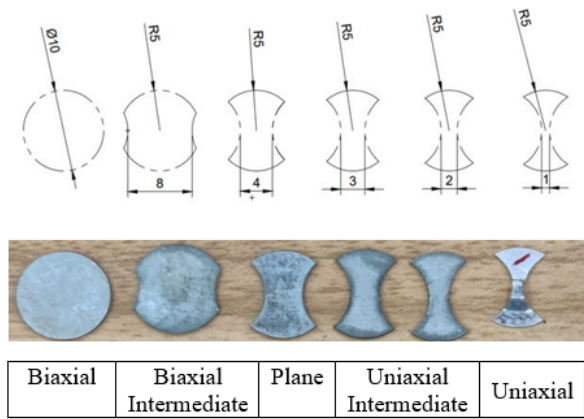 Ø10
R5
R5
R5
R5
R5
8
4
3
2
1
Biaxial
Biaxial Intermediate
Plane
Uniaxial Intermediate
Uniaxial